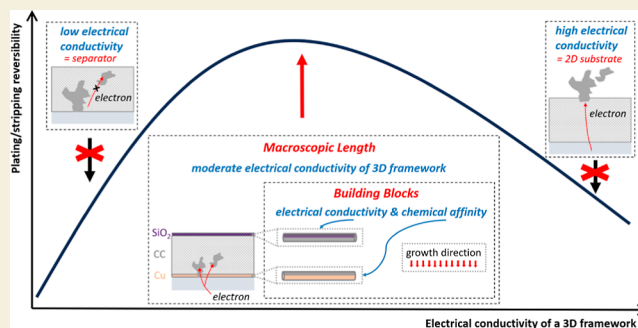 Plating/stripping reversibility
low electrical
conductivity
= separator
electron
high electrical
conductivity
= 2D substrate
electron
Macroscopic Length
moderate electrical conductivity of 3D framework
Building Blocks
electrical conductivity & chemical affinity
SiO₂
CC
Cu
electron
growth direction
Electrical conductivity of a 3D framework